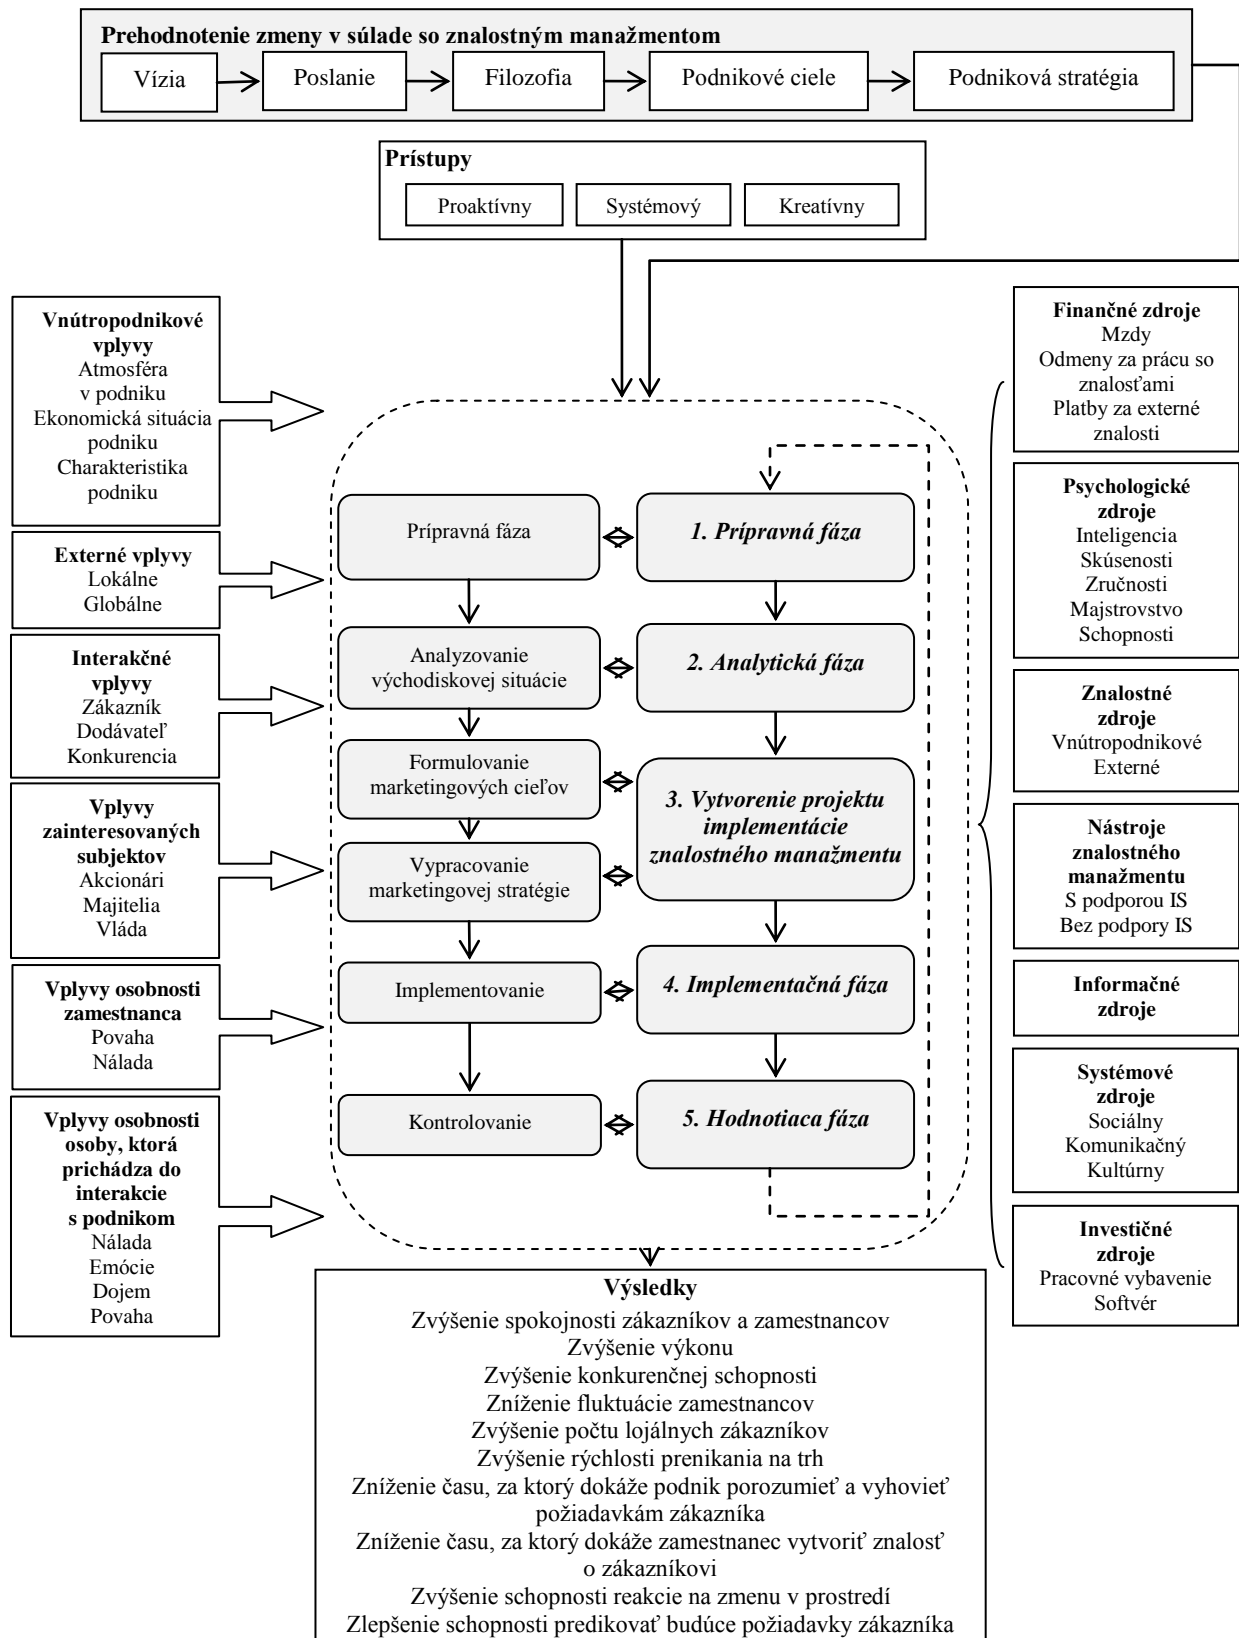 Prehodnotenie zmeny v súlade so znalostným manažmentom
Vízia
Poslanie
Filozofia
Podnikové ciele
Podniková stratégia
Prístupy
Proaktívny
Systémový
Kreatívny
Vnútropodnikové
vplyvy
Atmosféra
v podniku
Ekonomická situácia
podniku
Charakteristika
podniku
Externé vplyvy
Lokálne
Globálne
Interakčné
vplyvy
Zákazník
Dodávateľ
Konkurencia
Vplyvy
zainteresovaných
subjektov
Akcionári
Majitelia
Vláda
Vplyvy osobnosti
zamestnanca
Povaha
Nálada
Vplyvy osobnosti
osoby, ktorá
prichádza do
interakcie
s podnikom
Nálada
Emócie
Dojem
Povaha
Prípravná fáza
Analyzovanie
východiskovej situácie
Formulovanie
marketingových cieľov
Vypracovanie
marketingovej stratégie
Implementovanie
Kontrolovanie
1. Prípravná fáza
2. Analytická fáza
3. Vytvorenie projektu
implementácie
znalostného manažmentu
4. Implementačná fáza
5. Hodnotiaca fáza
Finančné zdroje
Mzdy
Odmeny za prácu so
znalosťami
Platby za externé
znalosti
Psychologické
zdroje
Inteligencia
Skúsenosti
Zručnosti
Majstrovstvo
Schopnosti
Znalostné
zdroje
Vnútropodnikové
Externé
Nástroje
znalostného
manažmentu
S podporou IS
Bez podpory IS
Informačné
zdroje
Systémové
zdroje
Sociálny
Komunikačný
Kultúrny
Investičné
zdroje
Pracovné vybavenie
Softvér
Výsledky
Zvýšenie spokojnosti zákazníkov a zamestnancov
Zvýšenie výkonu
Zvýšenie konkurenčnej schopnosti
Zníženie fluktuácie zamestnancov
Zvýšenie počtu lojálnych zákazníkov
Zvýšenie rýchlosti prenikania na trh
Zníženie času, za ktorý dokáže podnik porozumieť a vyhovieť
požiadavkám zákazníka
Zníženie času, za ktorý dokáže zamestnanec vytvoriť znalosť
o zákazníkovi
Zvýšenie schopnosti reakcie na zmenu v prostredí
Zlepšenie schopnosti predikovať budúce požiadavky zákazníka